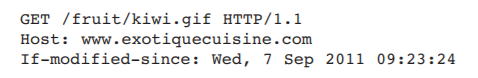 GET /fruit/kiwi.gif HTTP/1.1
Host: www.exotiquecuisine.com
If-modified-since: Wed, 7 Sep 2011 09:23:24